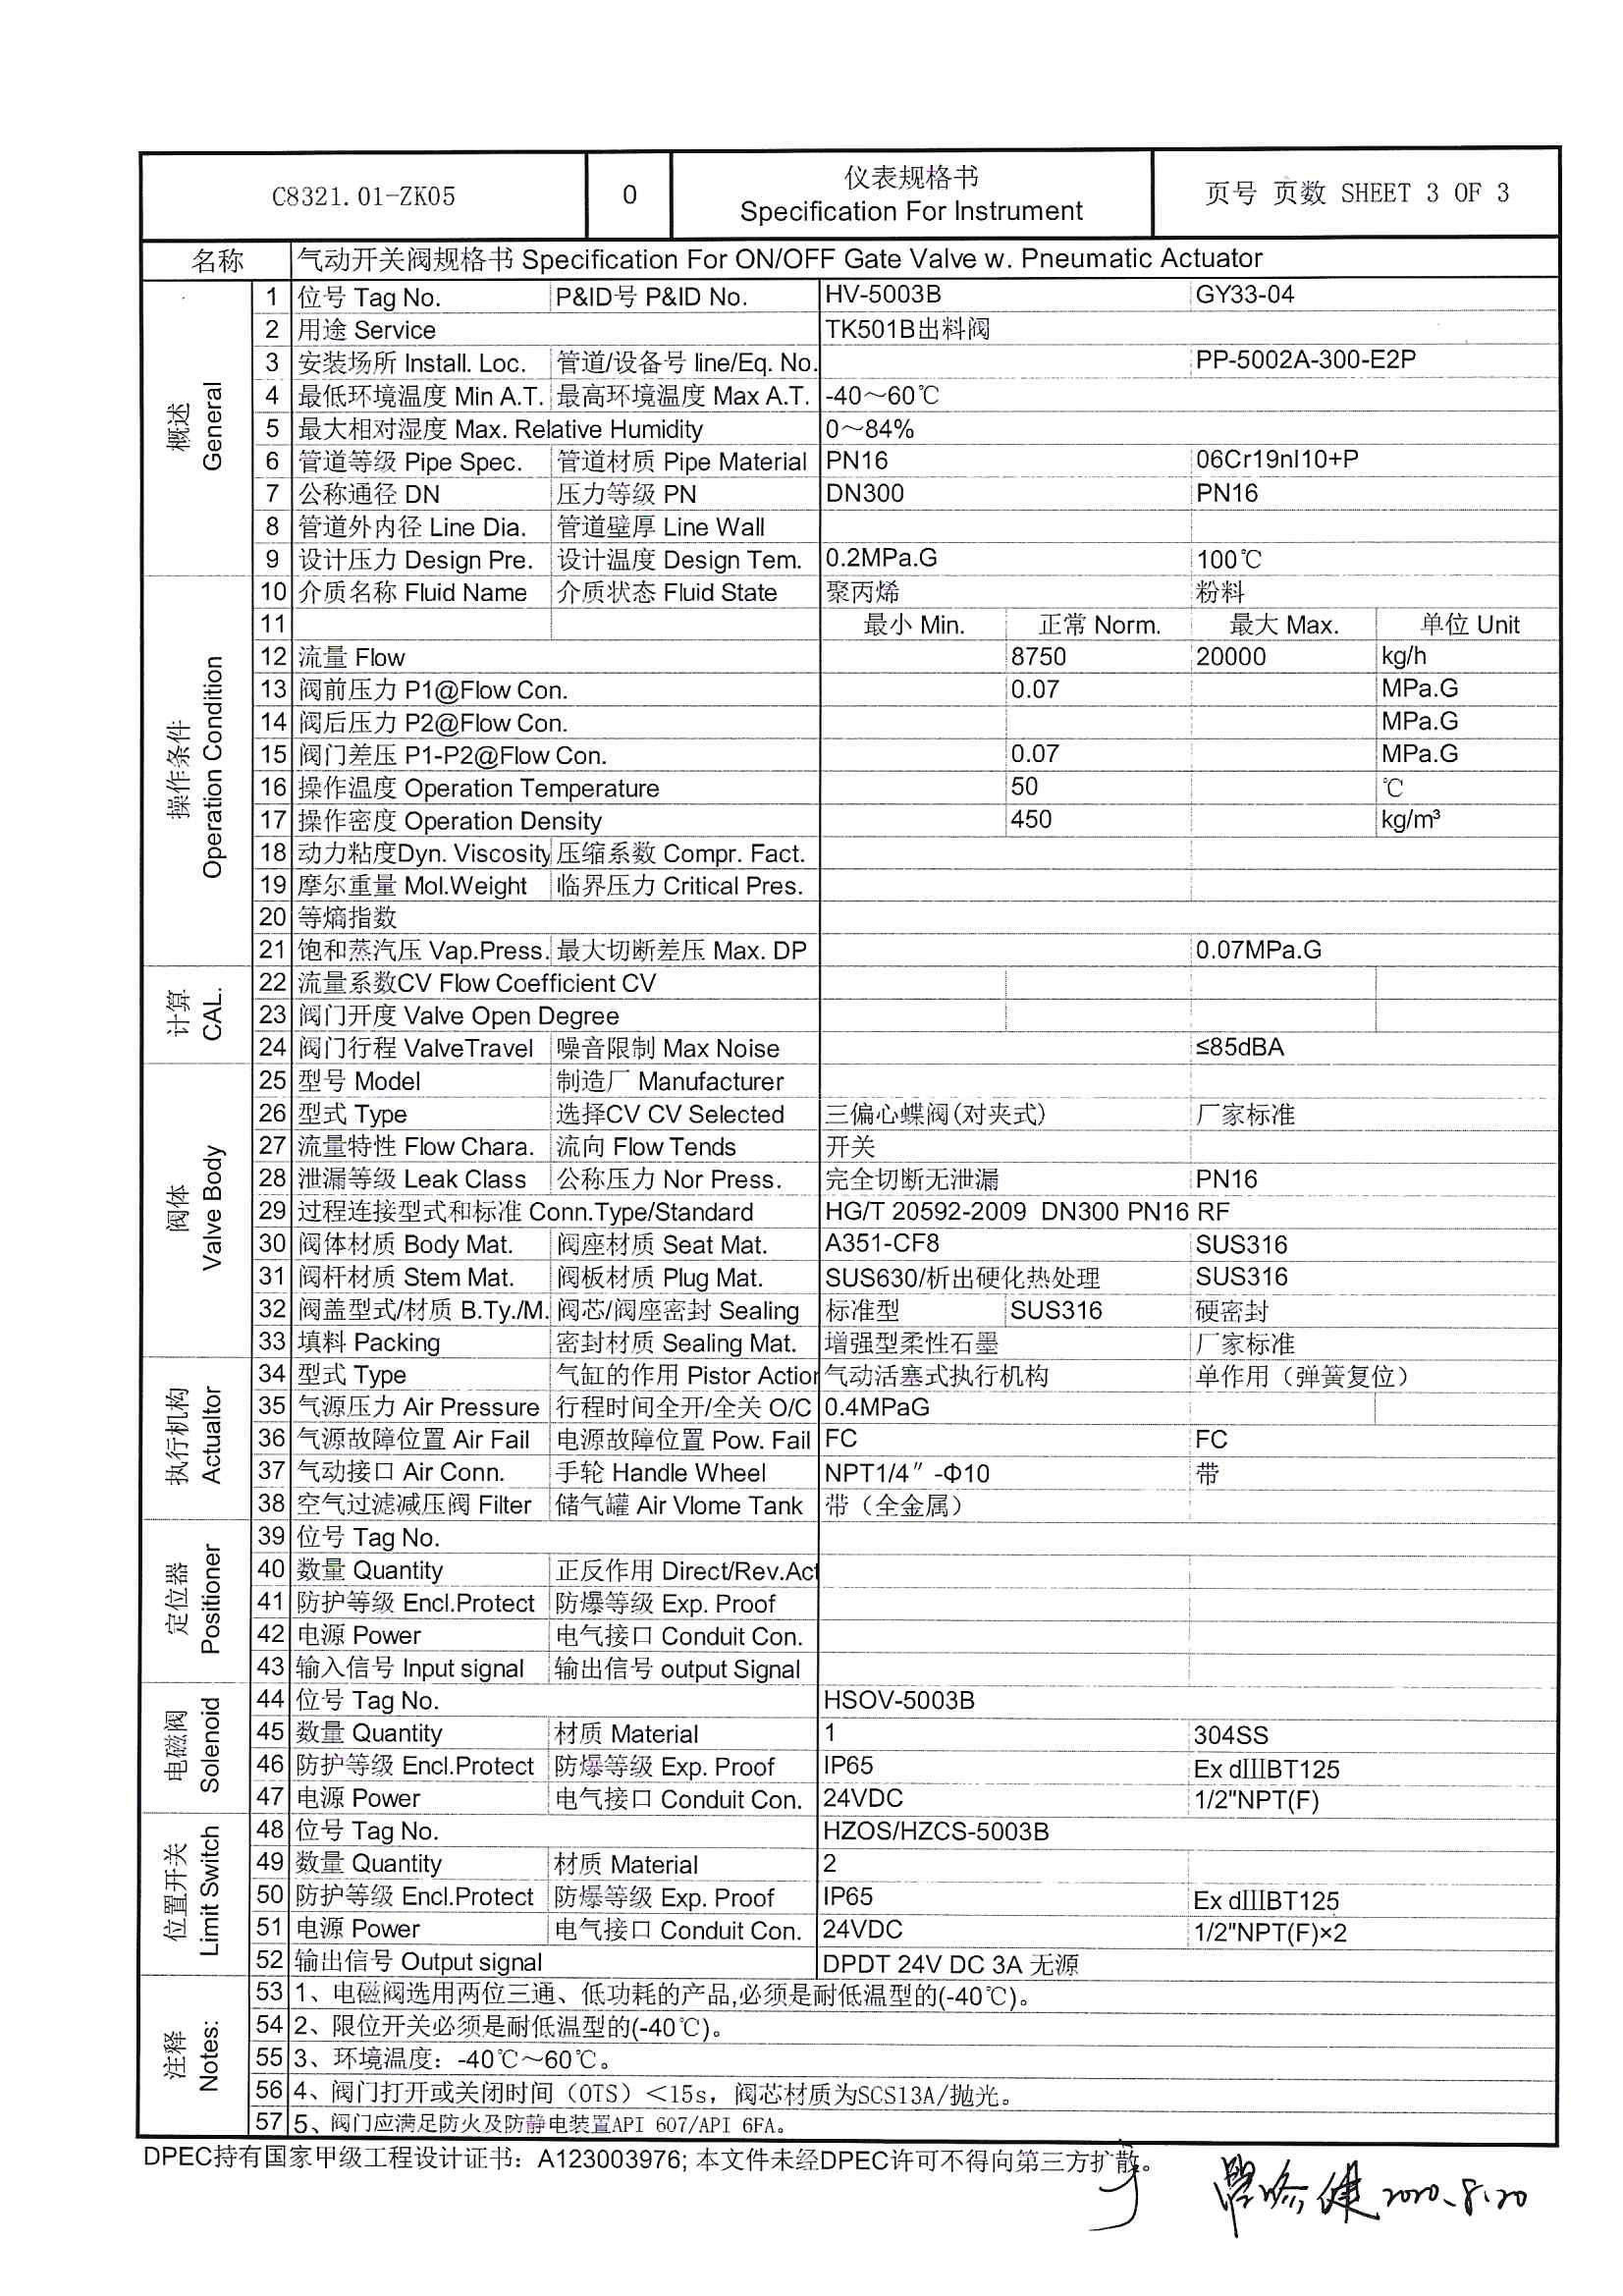 C8321.01-ZK05 0 仪表规格书 Specification For Instrument 页号 页数 SHEET 3 OF 3
名称 气动开关阀规格书 Specification For ON/OFF Gate Valve w. Pneumatic Actuator
概述 General
1 位号 Tag No. P&ID号 P&ID No. HV-5003B GY33-04
2 用途 Service TK501B出料阀
3 安装场所 Install. Loc. 管道/设备号 line/Eq. No. PP-5002A-300-E2P
4 最低环境温度 Min A.T. 最高环境温度 Max A.T. -40～60℃
5 最大相对湿度 Max. Relative Humidity 0～84%
6 管道等级 Pipe Spec. 管道材质 Pipe Material PN16 06Cr19nI10+P
7 公称通径 DN 压力等级 PN DN300 PN16
8 管道外内径 Line Dia. 管道壁厚 Line Wall
9 设计压力 Design Pre. 设计温度 Design Tem. 0.2MPa.G 100℃
操作条件 Operation Condition
10 介质名称 Fluid Name 介质状态 Fluid State 聚丙烯 粉料
11 最小 Min. 正常 Norm. 最大 Max. 单位 Unit
12 流量 Flow 8750 20000 kg/h
13 阀前压力 P1@Flow Con. 0.07 MPa.G
14 阀后压力 P2@Flow Con. MPa.G
15 阀门差压 P1-P2@Flow Con. 0.07 MPa.G
16 操作温度 Operation Temperature 50 ℃
17 操作密度 Operation Density 450 kg/m³
18 动力粘度Dyn. Viscosity 压缩系数 Compr. Fact.
19 摩尔重量 Mol.Weight 临界压力 Critical Pres.
20 等熵指数
21 饱和蒸汽压 Vap.Press. 最大切断差压 Max. DP 0.07MPa.G
计算 CAL.
22 流量系数CV Flow Coefficient CV
23 阀门开度 Valve Open Degree
24 阀门行程 ValveTravel 噪音限制 Max Noise ≤85dBA
阀体 Valve Body
25 型号 Model 制造厂 Manufacturer
26 型式 Type 选择CV CV Selected 三偏心蝶阀(对夹式) 厂家标准
27 流量特性 Flow Chara. 流向 Flow Tends 开关
28 泄漏等级 Leak Class 公称压力 Nor Press. 完全切断无泄漏 PN16
29 过程连接型式和标准 Conn.Type/Standard HG/T 20592-2009 DN300 PN16 RF
30 阀体材质 Body Mat. 阀座材质 Seat Mat. A351-CF8 SUS316
31 阀杆材质 Stem Mat. 阀板材质 Plug Mat. SUS630/析出硬化热处理 SUS316
32 阀盖型式/材质 B.Ty./M. 阀芯/阀座密封 Sealing 标准型 SUS316 硬密封
33 填料 Packing 密封材质 Sealing Mat. 增强型柔性石墨 厂家标准
执行机构 Actualtor
34 型式 Type 气缸的作用 Pistor Action 气动活塞式执行机构 单作用（弹簧复位）
35 气源压力 Air Pressure 行程时间全开/全关 O/C 0.4MPaG
36 气源故障位置 Air Fail 电源故障位置 Pow. Fail FC FC
37 气动接口 Air Conn. 手轮 Handle Wheel NPT1/4″-Φ10 带
38 空气过滤减压阀 Filter 储气罐 Air Vlome Tank 带（全金属）
定位器 Positioner
39 位号 Tag No.
40 数量 Quantity 正反作用 Direct/Rev.Act
41 防护等级 Encl.Protect 防爆等级 Exp. Proof
42 电源 Power 电气接口 Conduit Con.
43 输入信号 Input signal 输出信号 output Signal
电磁阀 Solenoid
44 位号 Tag No. HSOV-5003B
45 数量 Quantity 材质 Material 1 304SS
46 防护等级 Encl.Protect 防爆等级 Exp. Proof IP65 Ex dⅢBT125
47 电源 Power 电气接口 Conduit Con. 24VDC 1/2"NPT(F)
位置开关 Limit Switch
48 位号 Tag No. HZOS/HZCS-5003B
49 数量 Quantity 材质 Material 2
50 防护等级 Encl.Protect 防爆等级 Exp. Proof IP65 Ex dⅢBT125
51 电源 Power 电气接口 Conduit Con. 24VDC 1/2"NPT(F)×2
52 输出信号 Output signal DPDT 24V DC 3A 无源
注释 Notes:
53 1、电磁阀选用两位三通、低功耗的产品,必须是耐低温型的(-40℃)。
54 2、限位开关必须是耐低温型的(-40℃)。
55 3、环境温度：-40℃～60℃。
56 4、阀门打开或关闭时间（OTS）＜15s，阀芯材质为SCS13A/抛光。
57 5、阀门应满足防火及防静电装置API 607/API 6FA。
DPEC持有国家甲级工程设计证书：A123003976; 本文件未经DPEC许可不得向第三方扩散。
2020.8.20